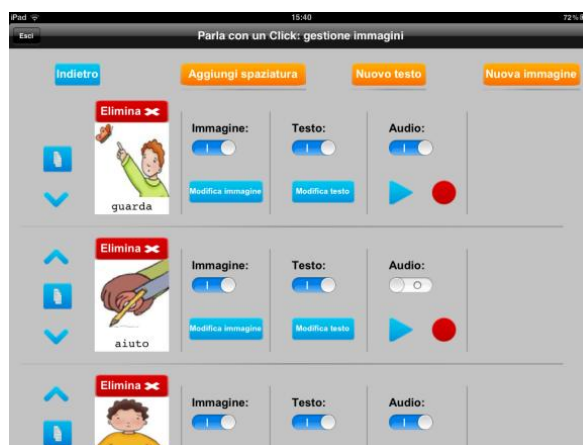 iPad 15:40 72%
Esci Parla con un Click: gestione immagini
Indietro Aggiungi spaziatura Nuovo testo Nuova immagine
Elimina
Immagine: Testo: Audio:
Modifica immagine Modifica testo
guarda
Elimina
Immagine: Testo: Audio:
Modifica immagine Modifica testo
aiuto
Elimina
Immagine: Testo: Audio: